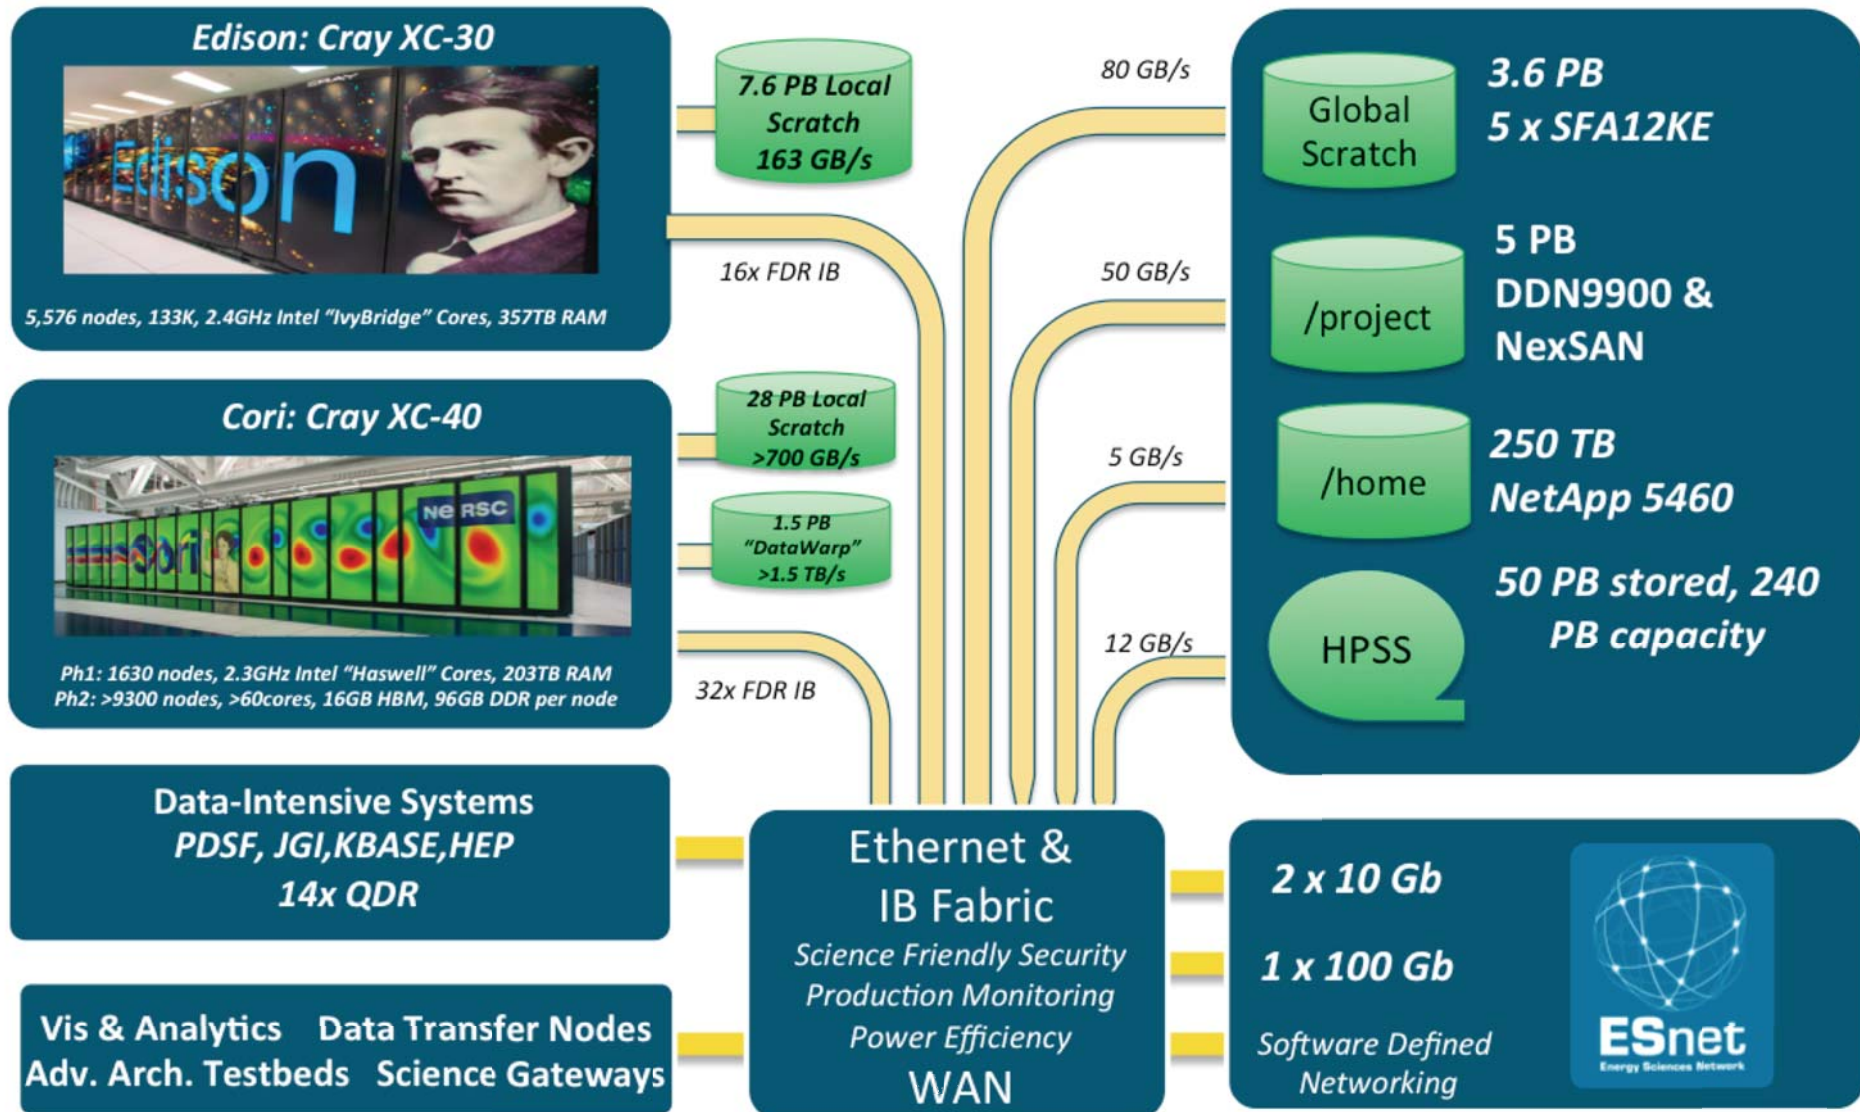 Edison: Cray XC-30
CRAY
Edison
5,576 nodes, 133K, 2.4GHz Intel “IvyBridge” Cores, 357TB RAM
7.6 PB Local
Scratch
163 GB/s
16x FDR IB
Cori: Cray XC-40
Cori
NERSC
Ph1: 1630 nodes, 2.3GHz Intel “Haswell” Cores, 203TB RAM
Ph2: >9300 nodes, >60cores, 16GB HBM, 96GB DDR per node
28 PB Local
Scratch
>700 GB/s
1.5 PB
“DataWarp”
>1.5 TB/s
32x FDR IB
80 GB/s
50 GB/s
5 GB/s
12 GB/s
Global
Scratch
3.6 PB
5 x SFA12KE
/project
5 PB
DDN9900 &
NexSAN
/home
250 TB
NetApp 5460
HPSS
50 PB stored, 240
PB capacity
Data-Intensive Systems
PDSF, JGI,KBASE,HEP
14x QDR
Vis & Analytics Data Transfer Nodes
Adv. Arch. Testbeds Science Gateways
Ethernet &
IB Fabric
Science Friendly Security
Production Monitoring
Power Efficiency
WAN
2 x 10 Gb
1 x 100 Gb
Software Defined
Networking
ESnet
Energy Sciences Network